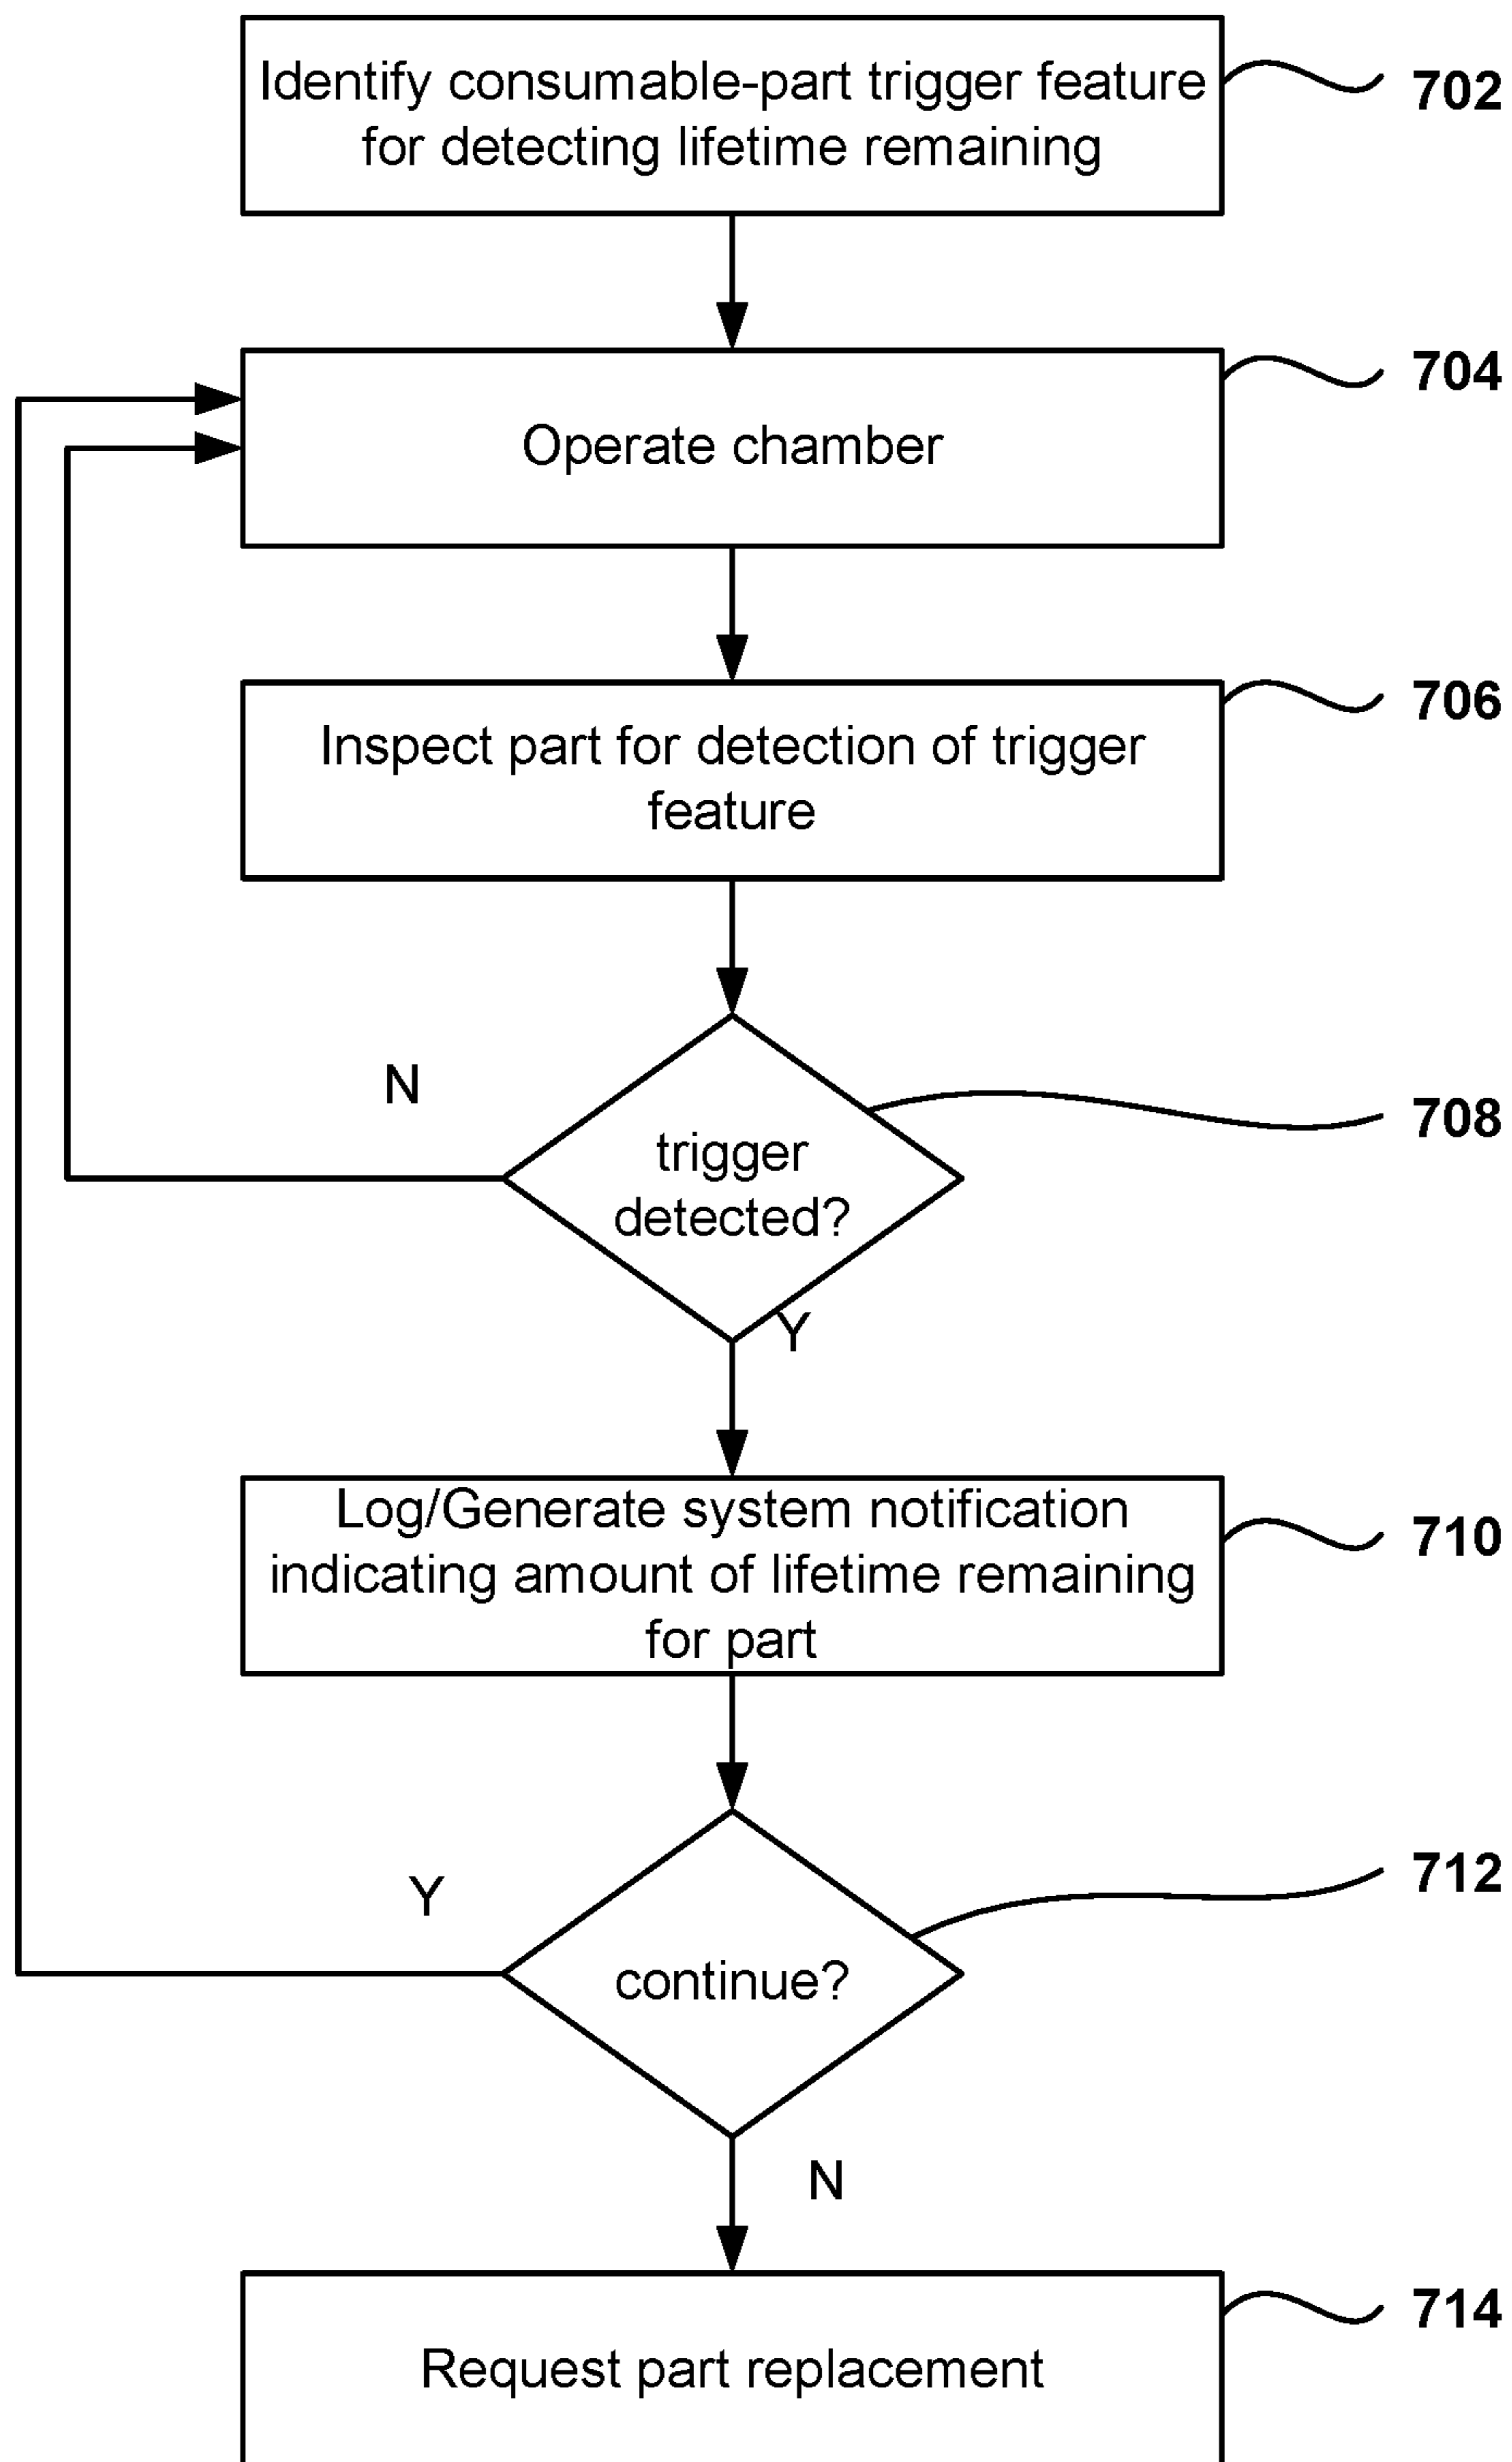 Identify consumable-part trigger feature
for detecting lifetime remaining
702
Operate chamber
704
Inspect part for detection of trigger
feature
706
N
trigger
detected?
708
Y
Log/Generate system notification
indicating amount of lifetime remaining
for part
710
Y
continue?
712
N
Request part replacement
714